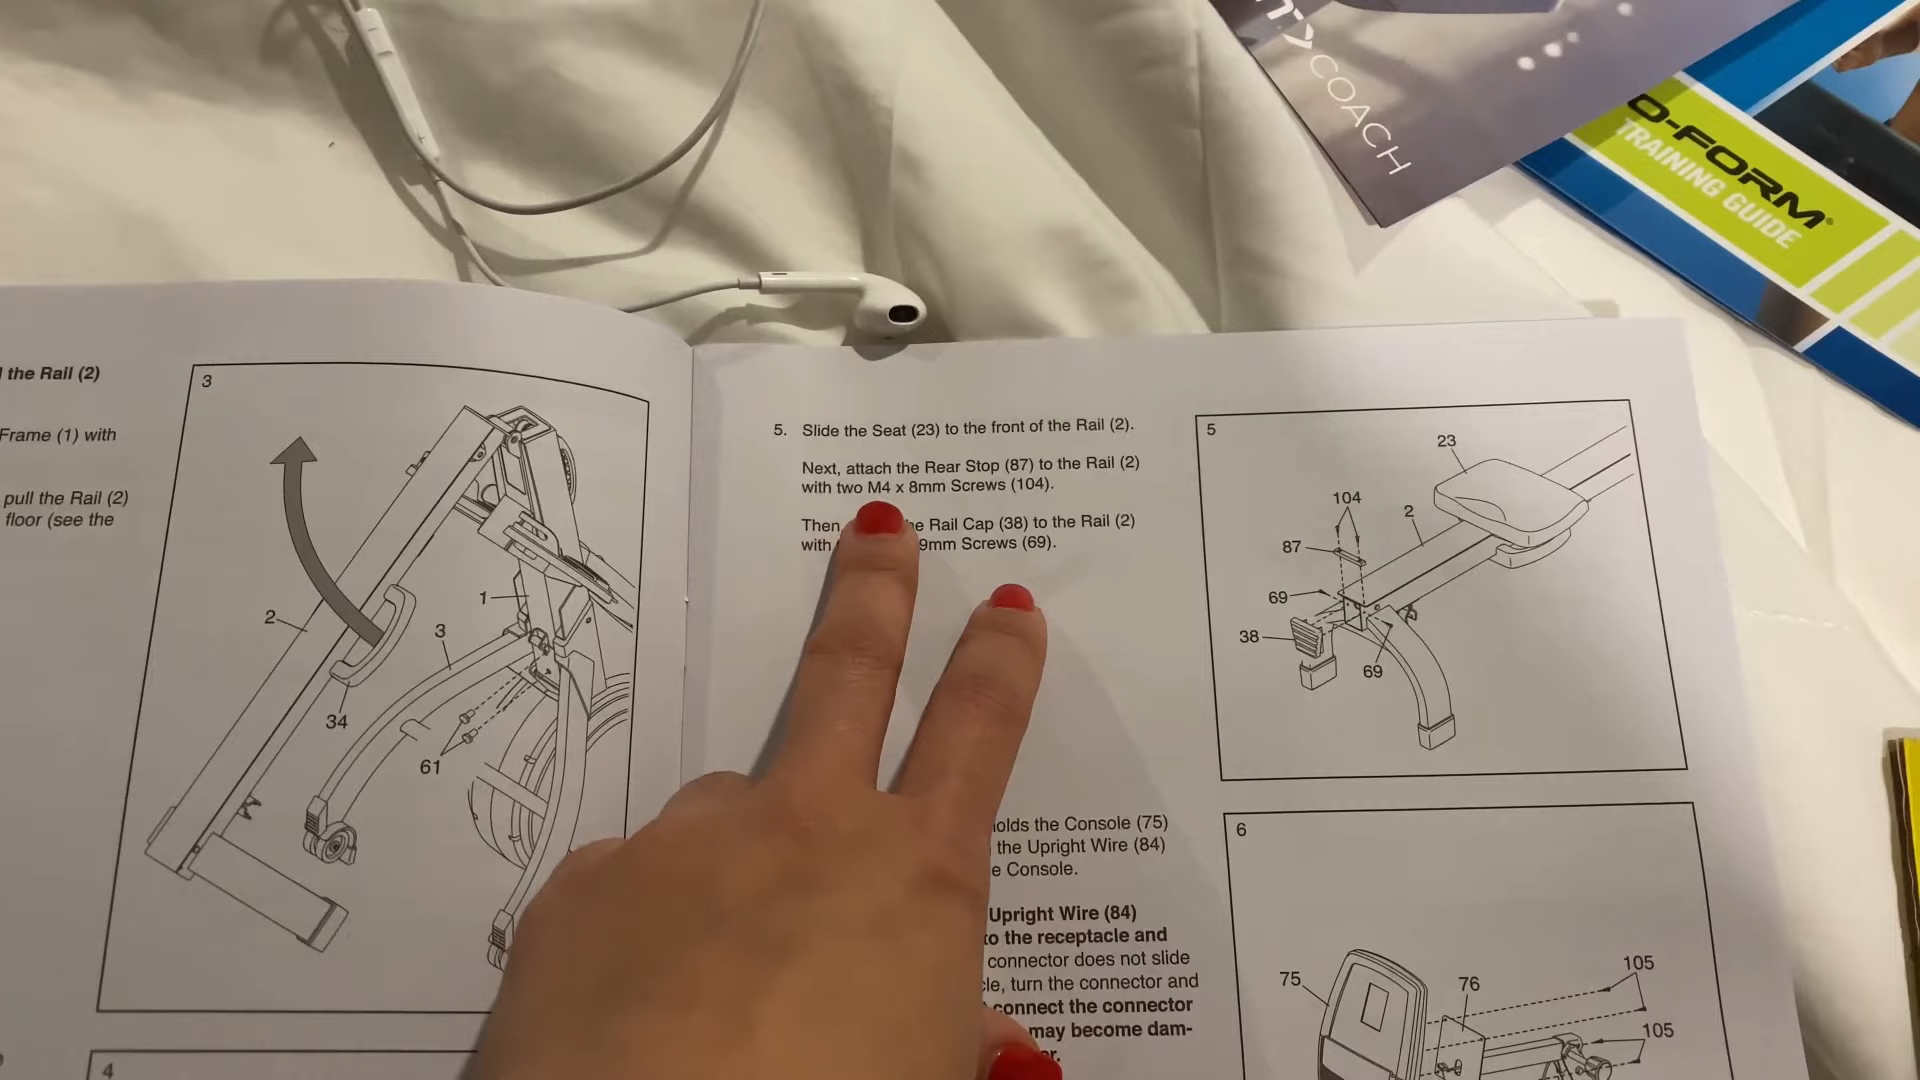 COACH
O-FORM®
TRAINING GUIDE
the Rail (2)
Frame (1) with
pull the Rail (2)
floor (see the
3
2
1
3
34
61
4
5. Slide the Seat (23) to the front of the Rail (2).
Next, attach the Rear Stop (87) to the Rail (2)
with two M4 x 8mm Screws (104).
Then Rail Cap (38) to the Rail (2)
with 9mm Screws (69).
5
23
104
2
87
69
38
69
the Console (75)
the Upright Wire (84)
Console.
Upright Wire (84)
the receptacle and
connector does not slide
turn the connector and
connect the connector
may become dam-
6
75
76
105
105